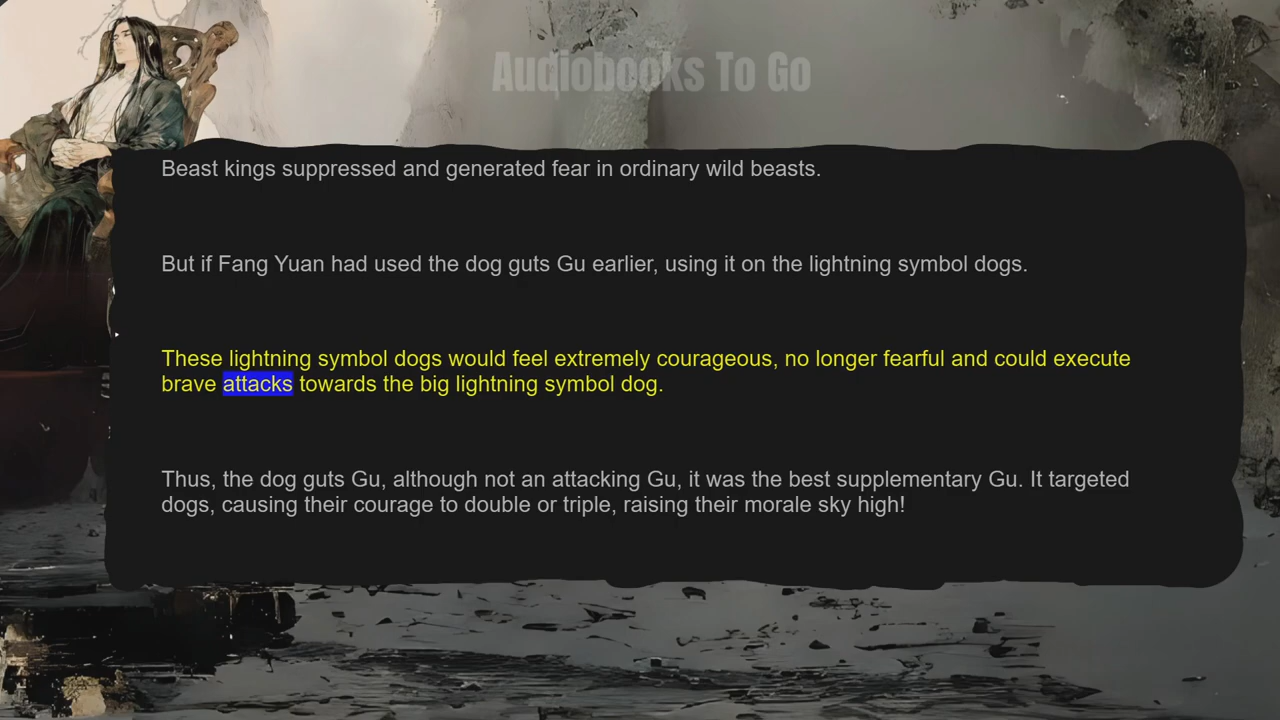 Audiobooks To Go
Beast kings suppressed and generated fear in ordinary wild beasts.
But if Fang Yuan had used the dog guts Gu earlier, using it on the lightning symbol dogs.
These lightning symbol dogs would feel extremely courageous, no longer fearful and could execute
brave attacks towards the big lightning symbol dog.
Thus, the dog guts Gu, although not an attacking Gu, it was the best supplementary Gu. It targeted
dogs, causing their courage to double or triple, raising their morale sky high!